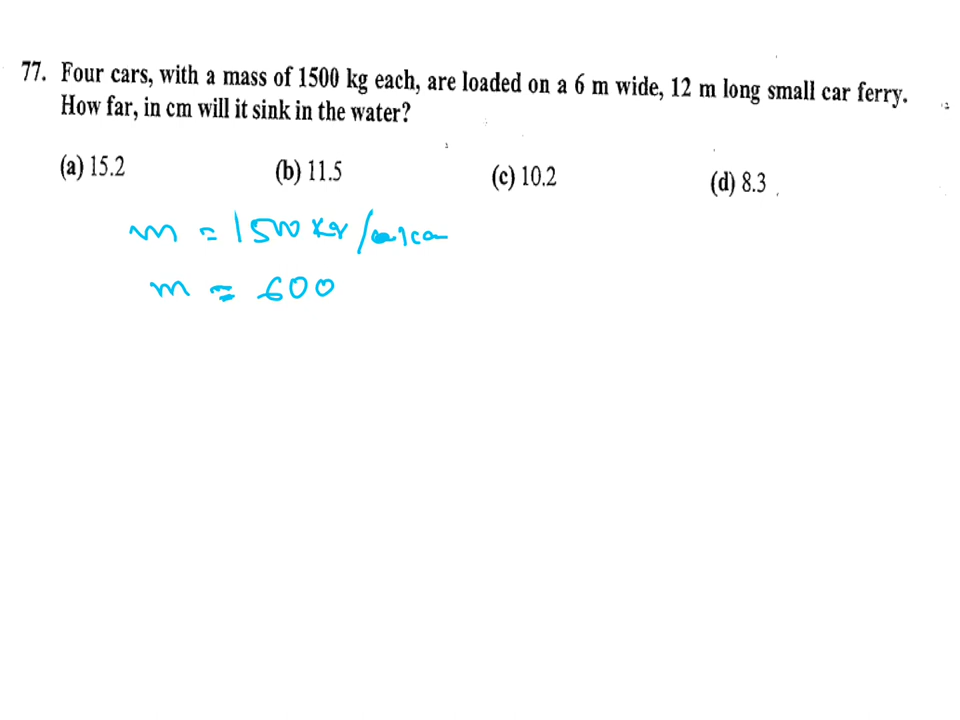 77. Four cars, with a mass of 1500 kg each, are loaded on a 6 m wide, 12 m long small car ferry.
How far, in cm will it sink in the water?
(a) 15.2 (b) 11.5 (c) 10.2 (d) 8.3
m = 1500 kg/
m = 600